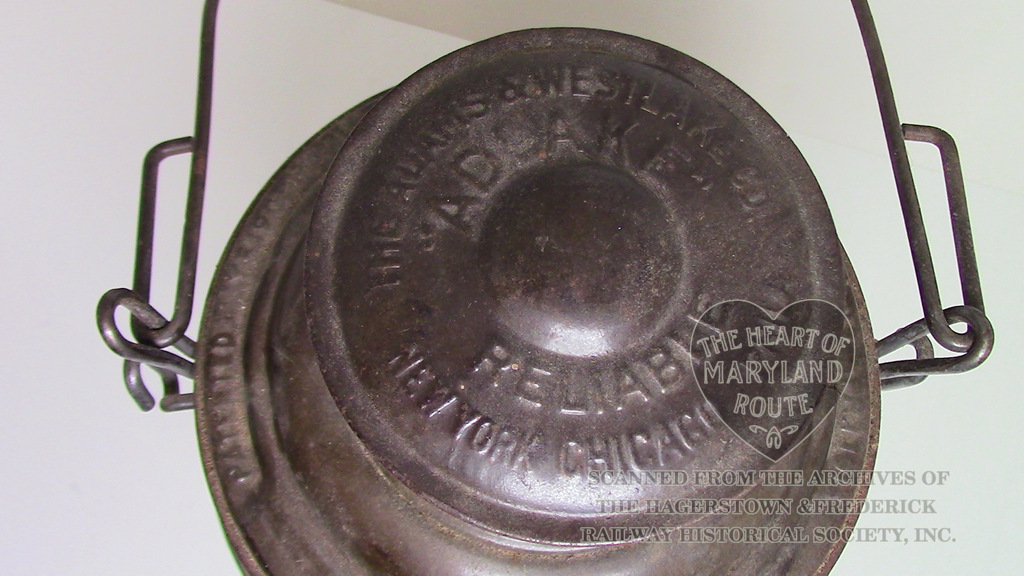 THE ADAMS & WESTLAKE CO.
"ADLAKE"
RELIABLE
NEW YORK CHICAGO
PATENTED
THE HEART OF
MARYLAND
ROUTE
SCANNED FROM THE ARCHIVES OF
THE HAGERSTOWN & FREDERICK
RAILWAY HISTORICAL SOCIETY, INC.